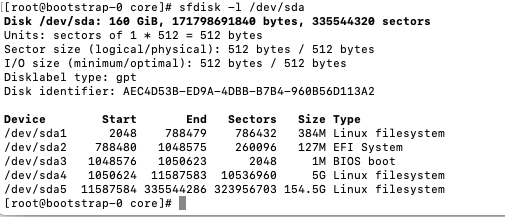 [root@bootstrap-0 core]# sfdisk -l /dev/sda
Disk /dev/sda: 160 GiB, 171798691840 bytes, 335544320 sectors
Units: sectors of 1 * 512 = 512 bytes
Sector size (logical/physical): 512 bytes / 512 bytes
I/O size (minimum/optimal): 512 bytes / 512 bytes
Disklabel type: gpt
Disk identifier: AEC4D53B-ED9A-4DBB-B7B4-960B56D113A2
Device Start End Sectors Size Type
/dev/sda1 2048 788479 786432 384M Linux filesystem
/dev/sda2 788480 1048575 260096 127M EFI System
/dev/sda3 1048576 1050623 2048 1M BIOS boot
/dev/sda4 1050624 11587583 10536960 5G Linux filesystem
/dev/sda5 11587584 335544286 323956703 154.5G Linux filesystem
[root@bootstrap-0 core]#